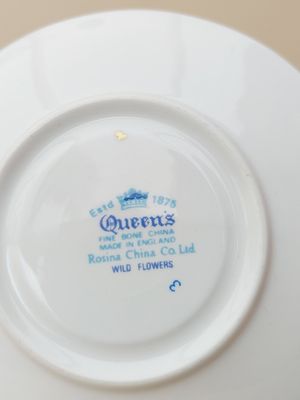 Estd 1875
Queen's
FINE BONE CHINA
MADE IN ENGLAND
Rosina China Co. Ltd
WILD FLOWERS